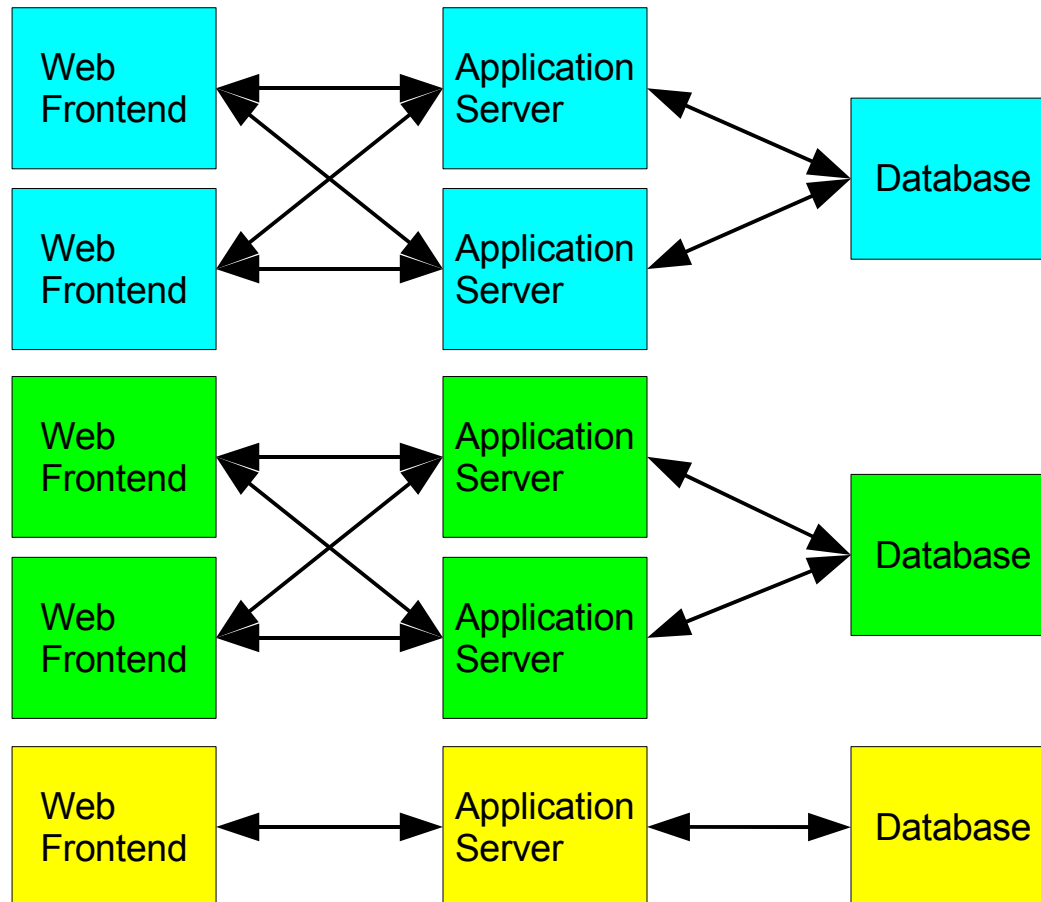 Web
Frontend
Application
Server
Web
Frontend
Application
Server
Database
Web
Frontend
Application
Server
Web
Frontend
Application
Server
Database
Web
Frontend
Application
Server
Database